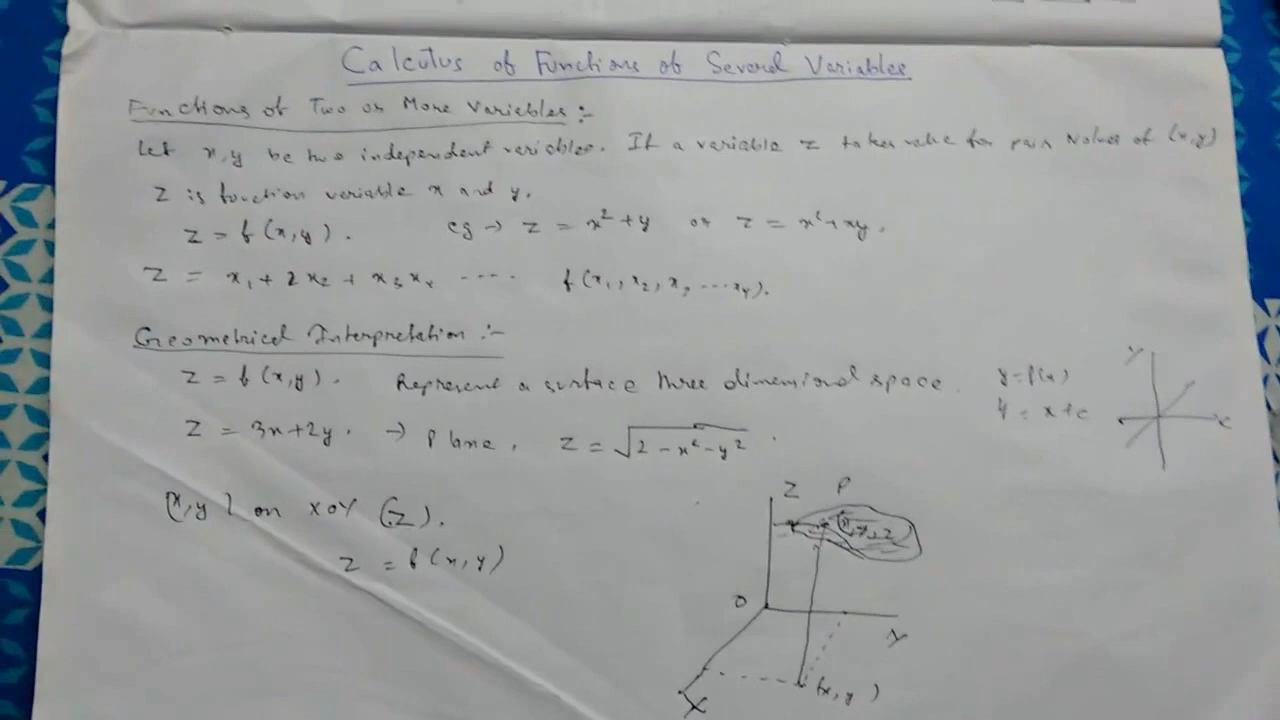 Calculus of Functions of Several Variables
Functions of Two or More Variables :-
Let x, y be two independent variables. If a variable z takes value for pair values of (x,y)
Z is function variable x and y.
z = f(x,y). eg → z = x² + y or z = x² + xy.
Z = x₁ + 2x₂ + x₃x₄ ..... f(x₁, x₂, x₃ ...x₄).
Geometrical Interpretation :-
z = f(x,y). Represent a surface three dimensional space.
y = f(x)
y = x+c
Y
X
Z = 3x+2y. → Plane, z = √2 - x² - y² .
(x,y) on XOY (z).
z = f(x,y)
Z P
(x,y,z)
O
Y
(x,y)
X